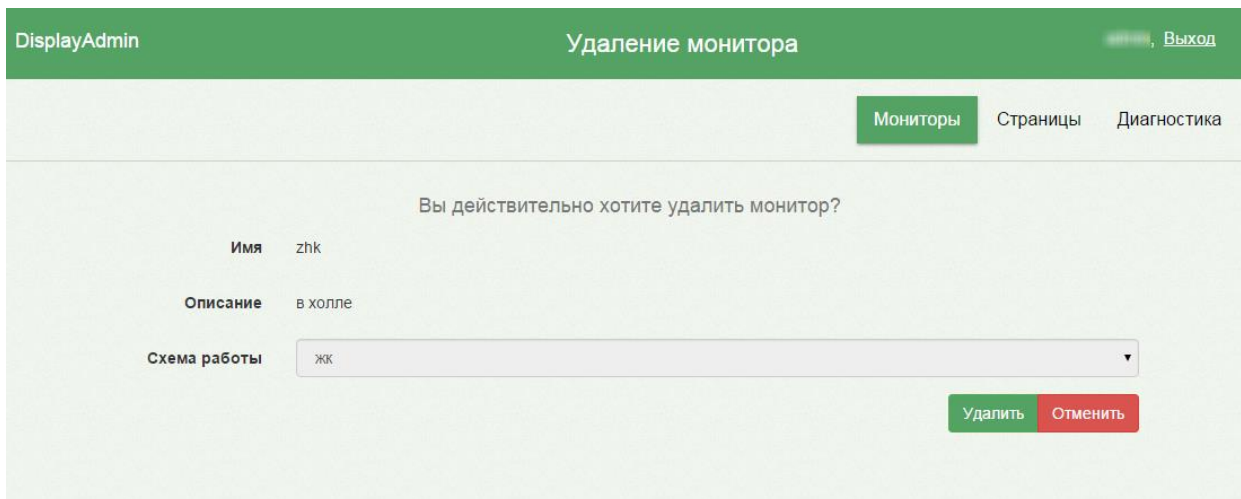 DisplayAdmin Удаление монитора , Выход
Мониторы Страницы Диагностика
Вы действительно хотите удалить монитор?
Имя zhk
Описание в холле
Схема работы жк
Удалить Отменить